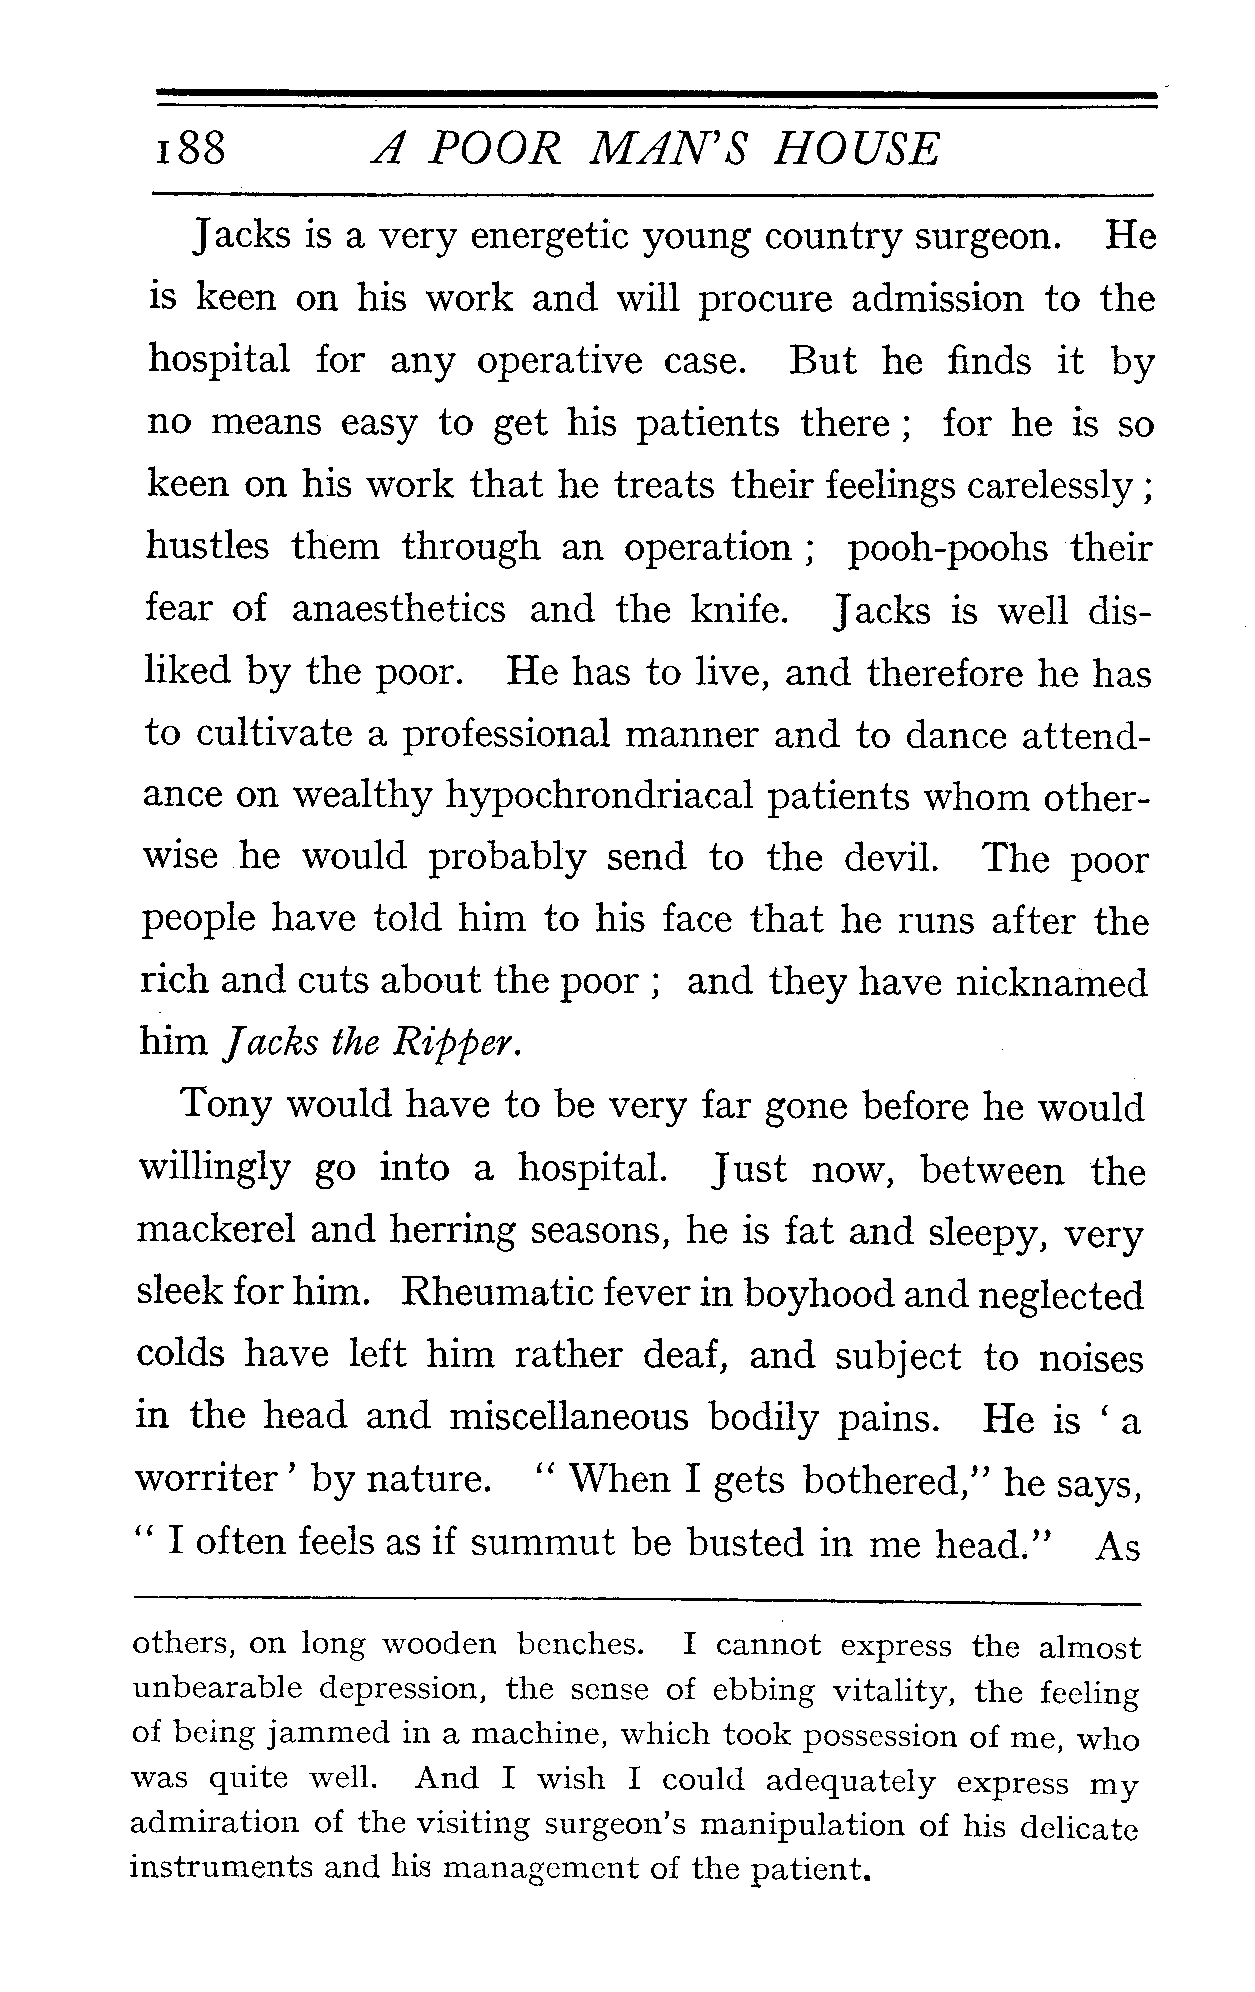 188 A POOR MAN'S HOUSE
Jacks is a very energetic young country surgeon. He
is keen on his work and will procure admission to the
hospital for any operative case. But he finds it by
no means easy to get his patients there ; for he is so
keen on his work that he treats their feelings carelessly ;
hustles them through an operation ; pooh-poohs their
fear of anaesthetics and the knife. Jacks is well dis-
liked by the poor. He has to live, and therefore he has
to cultivate a professional manner and to dance attend-
ance on wealthy hypochrondriacal patients whom other-
wise he would probably send to the devil. The poor
people have told him to his face that he runs after the
rich and cuts about the poor ; and they have nicknamed
him Jacks the Ripper.
Tony would have to be very far gone before he would
willingly go into a hospital. Just now, between the
mackerel and herring seasons, he is fat and sleepy, very
sleek for him. Rheumatic fever in boyhood and neglected
colds have left him rather deaf, and subject to noises
in the head and miscellaneous bodily pains. He is ‘ a
worriter ’ by nature. “ When I gets bothered,” he says,
“ I often feels as if summut be busted in me head.” As
others, on long wooden benches. I cannot express the almost
unbearable depression, the sense of ebbing vitality, the feeling
of being jammed in a machine, which took possession of me, who
was quite well. And I wish I could adequately express my
admiration of the visiting surgeon's manipulation of his delicate
instruments and his management of the patient.